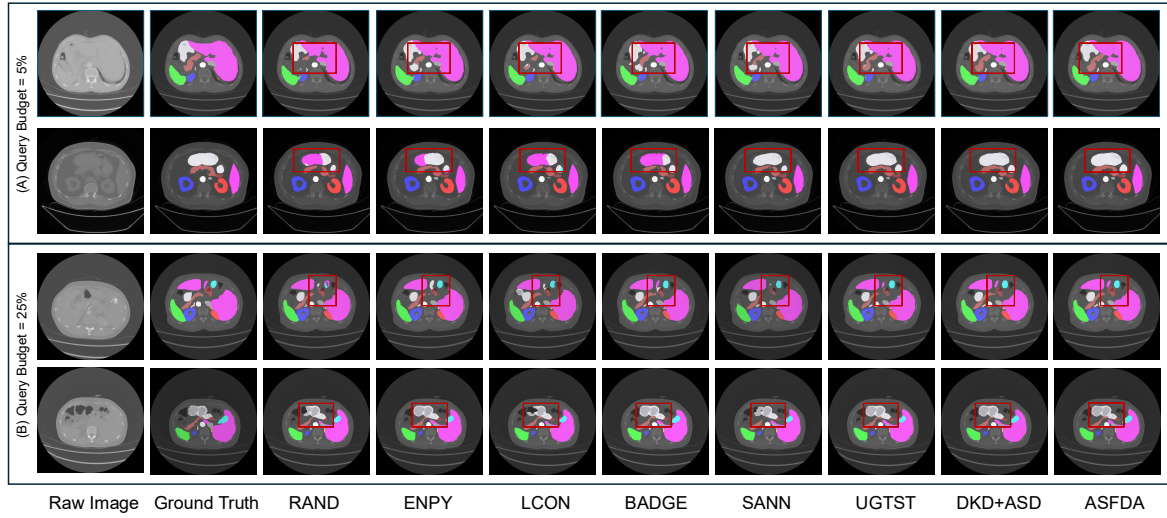 (A) Query Budget = 5%
(B) Query Budget = 25%
Raw Image Ground Truth RAND ENPY LCON BADGE SANN UGTST DKD+ASD ASFDA